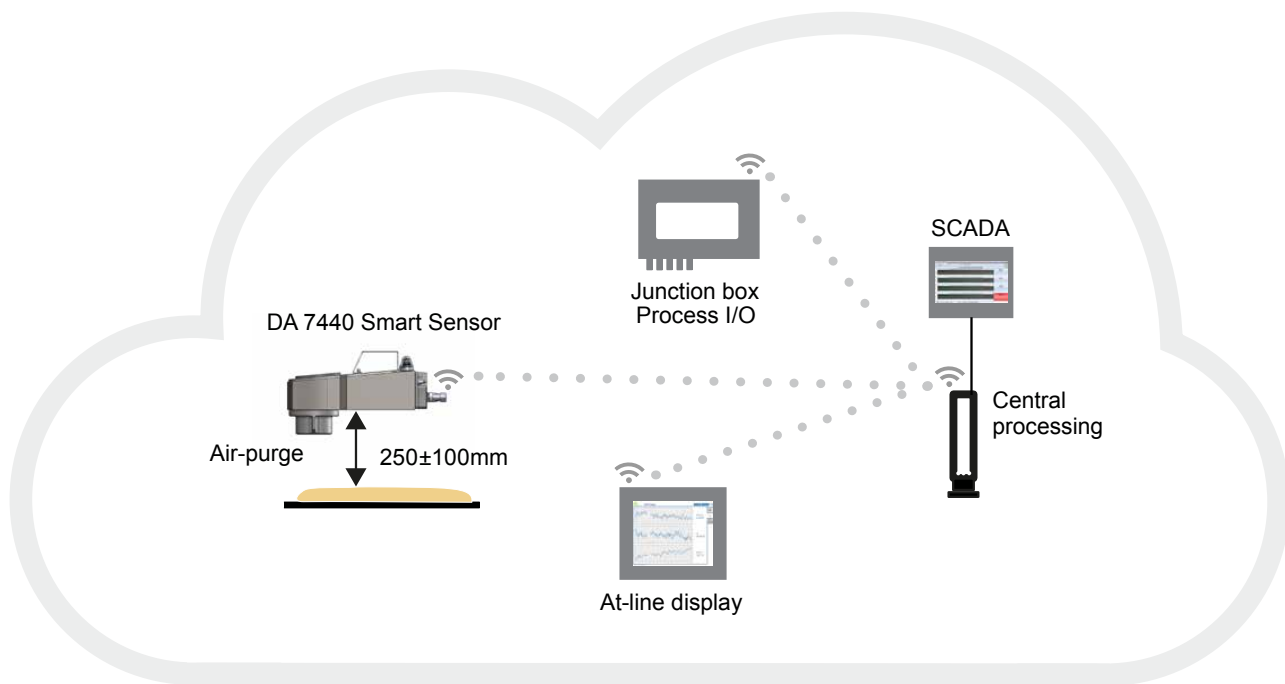 SCADA
Junction box
Process I/O
DA 7440 Smart Sensor
Central
processing
Air-purge
250±100mm
At-line display